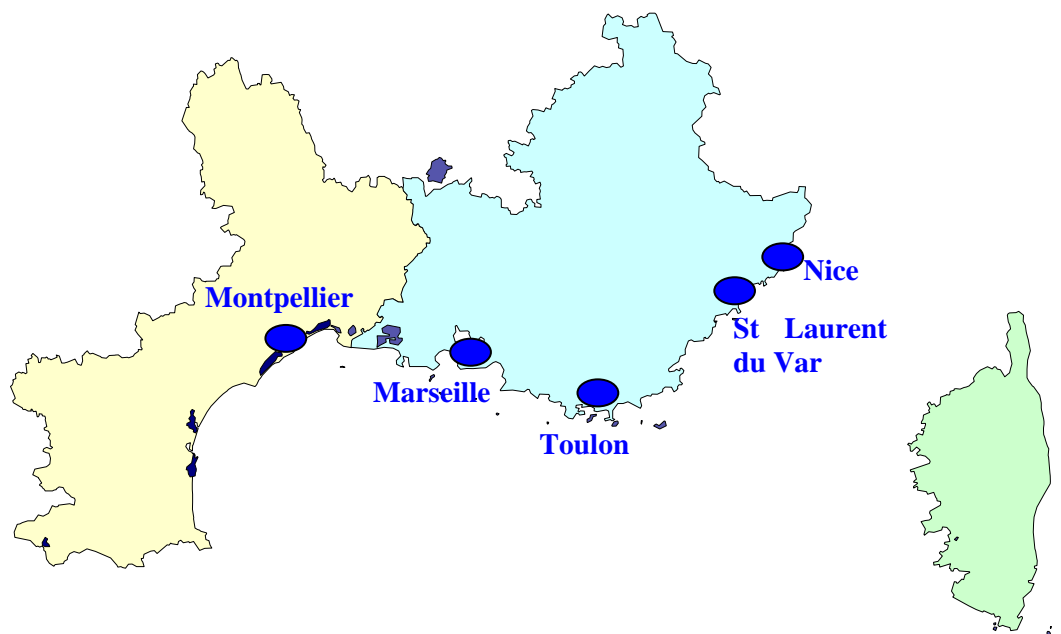 Nice
Montpellier
St Laurent
du Var
Marseille
Toulon